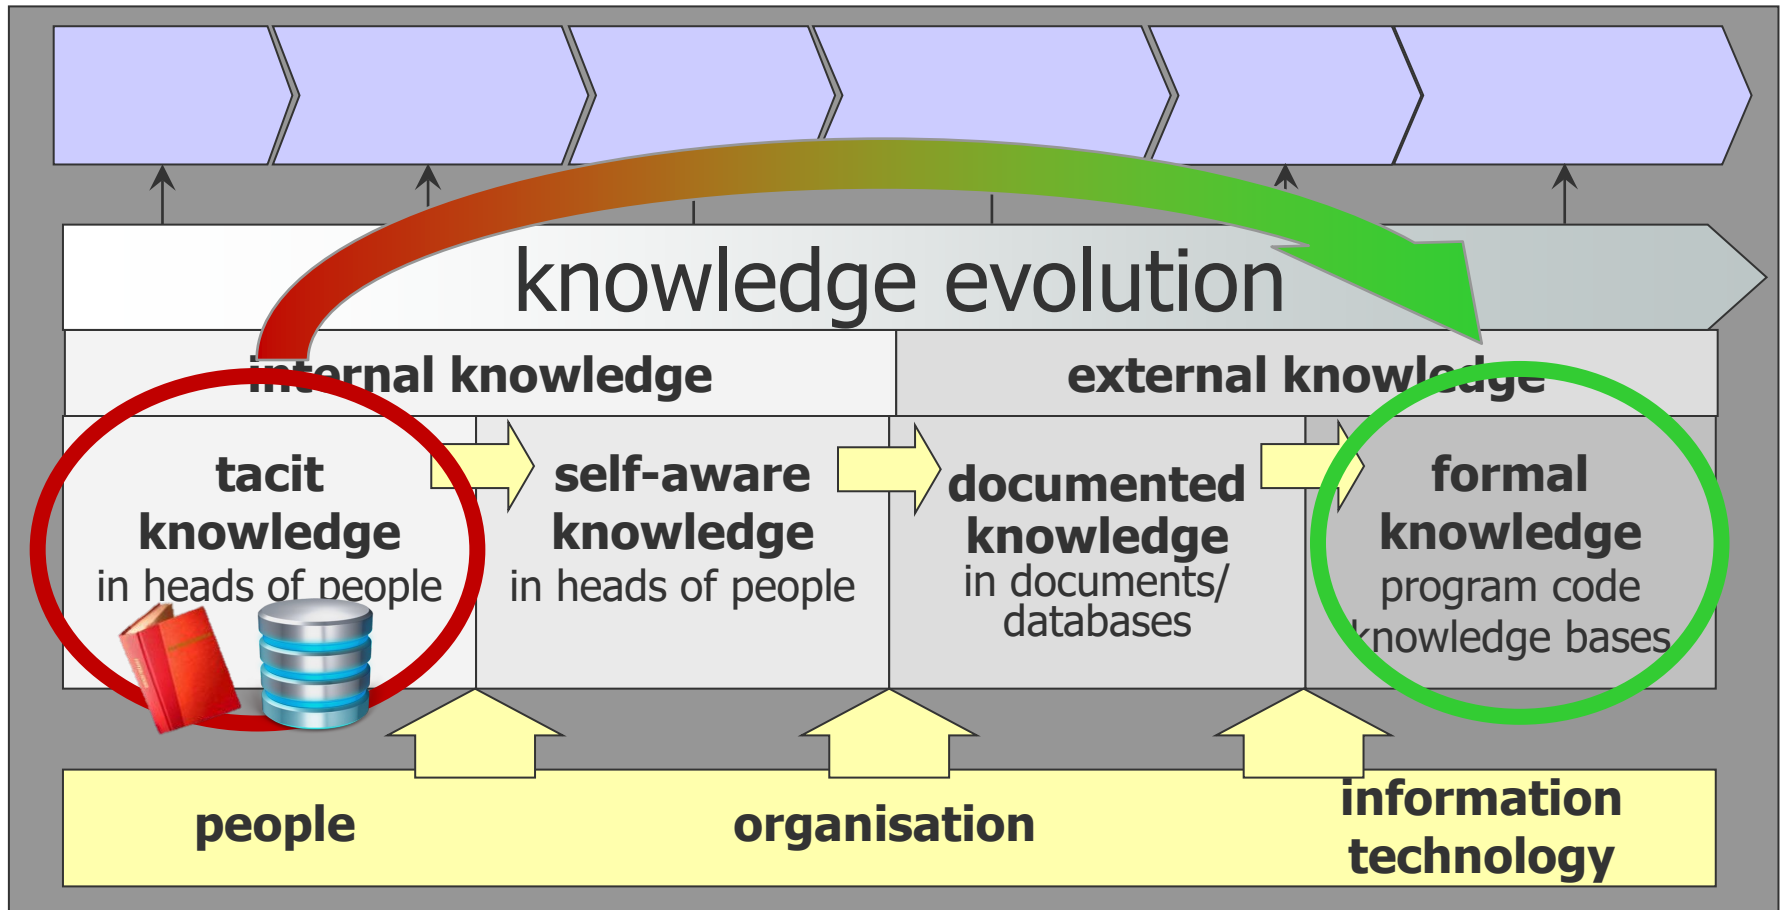 knowledge evolution
internal knowledge
external knowledge
tacit
knowledge
in heads of people
self-aware
knowledge
in heads of people
documented
knowledge
in documents/
databases
formal
knowledge
program code
knowledge bases
people
organisation
information
technology